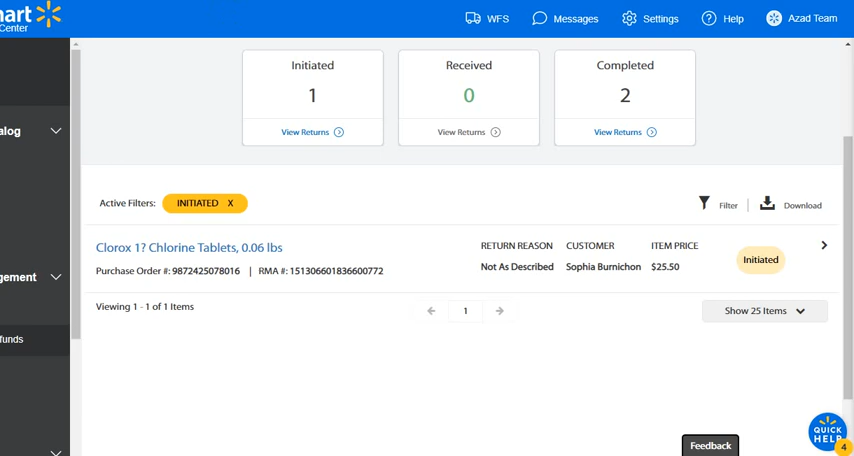 mart
Center
WFS
Messages
Settings
Help
Azad Team
alog
gement
funds
Initiated
1
View Returns
Received
0
View Returns
Completed
2
View Returns
Active Filters:
INITIATED X
Filter | Download
Clorox 1? Chlorine Tablets, 0.06 lbs
Purchase Order #: 9872425078016 | RMA #: 151306601836600772
RETURN REASON CUSTOMER ITEM PRICE
Not As Described Sophia Burnichon $25.50
Initiated
Viewing 1 - 1 of 1 Items
1
Show 25 Items
Feedback
QUICK
HELP
4